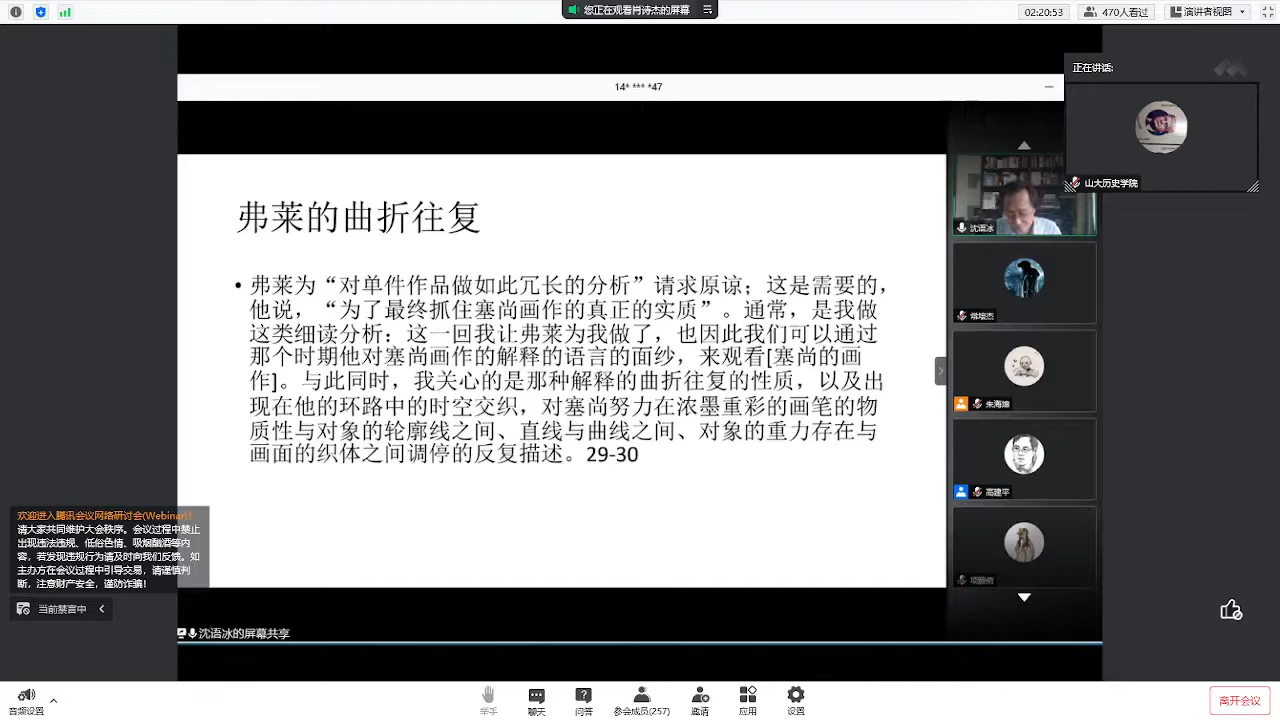 您正在观看肖诗杰的屏幕
02:20:53
470人看过
演讲者视图
14* *** *47
正在讲话:
山大历史学院
弗莱的曲折往复
• 弗莱为“对单件作品做如此冗长的分析”请求原谅；这是需要的，
他说，“为了最终抓住塞尚画作的真正的实质”。通常，是我做
这类细读分析：这一回我让弗莱为我做了，也因此我们可以通过
那个时期他对塞尚画作的解释的语言的面纱，来观看[塞尚的画
作]。与此同时，我关心的是那种解释的曲折往复的性质，以及出
现在他的环路中的时空交织，对塞尚努力在浓墨重彩的画笔的物
质性与对象的轮廓线之间、直线与曲线之间、对象的重力存在与
画面的织体之间调停的反复描述。29-30
沈语冰
常培杰
朱海坤
高建平
欢迎进入腾讯会议网络研讨会(Webinar)！
请大家共同维护大会秩序。会议过程中禁止
出现违法违规、低俗色情、吸烟酗酒等内
容，若发现违规行为请及时向我们反馈。如
主办方在会议过程中引导交易，请谨慎判
断，注意财产安全，谨防诈骗！
当前禁言中
沈语冰的屏幕共享
音频设置
举手
聊天
问答
参会成员(257)
邀请
应用
设置
离开会议